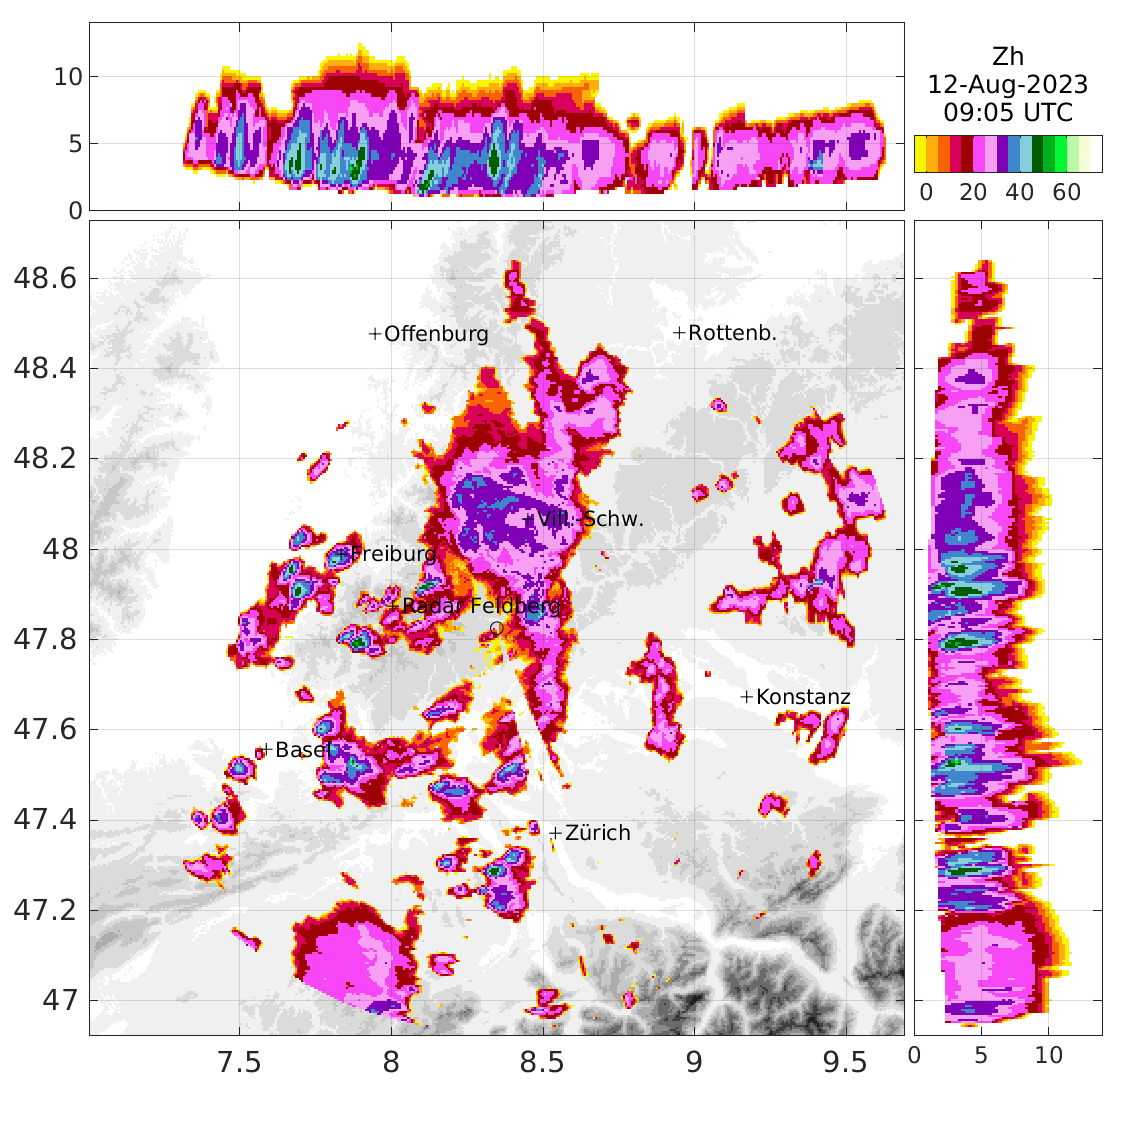 10
5
0
Zh
12-Aug-2023
09:05 UTC
0 20 40 60
48.6
48.4
48.2
48
47.8
47.6
47.4
47.2
47
+Offenburg
+Rottenb.
+Vill.-Schw.
+Freiburg
+Radar Feldberg
+Konstanz
+Basel
+Zürich
7.5 8 8.5 9 9.5
0 5 10